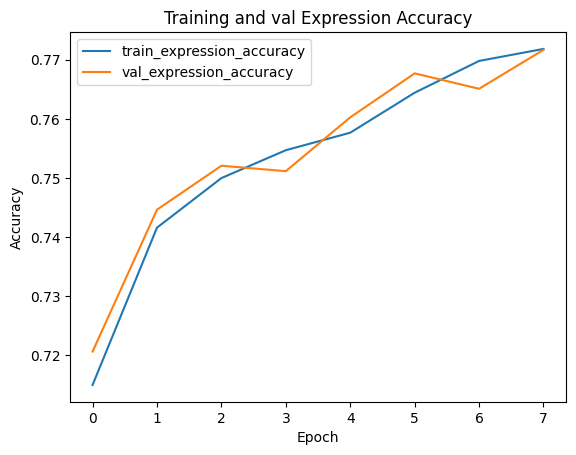 Training and val Expression Accuracy
train_expression_accuracy
val_expression_accuracy
Accuracy
0.77
0.76
0.75
0.74
0.73
0.72
0 1 2 3 4 5 6 7
Epoch